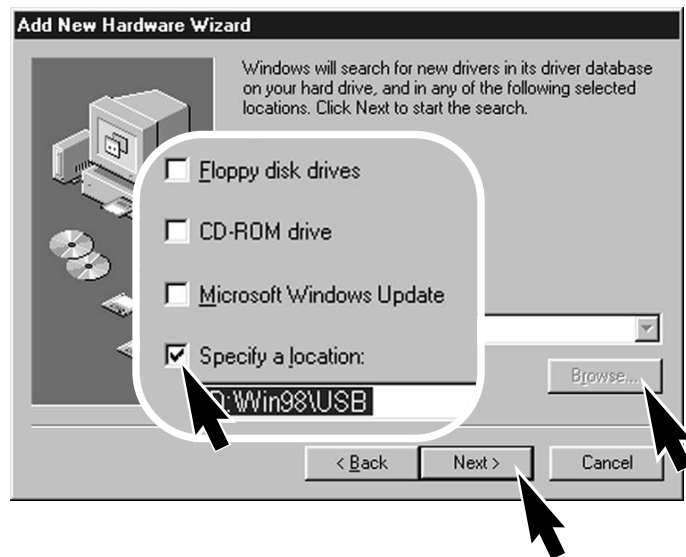 Add New Hardware Wizard
Windows will search for new drivers in its driver database
on your hard drive, and in any of the following selected
locations. Click Next to start the search.
Floppy disk drives
CD-ROM drive
Microsoft Windows Update
Specify a location:
:\Win98\USB
Browse...
< Back
Next >
Cancel